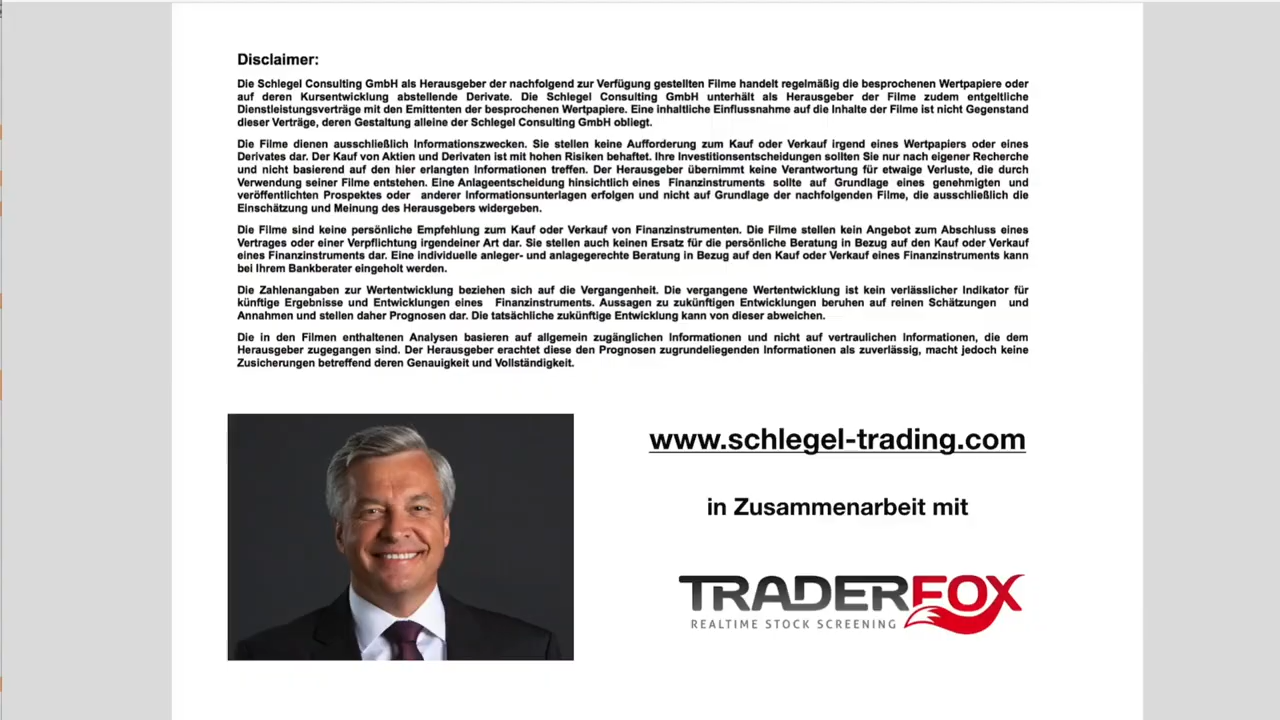 Disclaimer:
Die Schlegel Consulting GmbH als Herausgeber der nachfolgend zur Verfügung gestellten Filme handelt regelmäßig die besprochenen Wertpapiere oder
auf deren Kursentwicklung abstellende Derivate. Die Schlegel Consulting GmbH unterhält als Herausgeber der Filme zudem entgeltliche
Dienstleistungsverträge mit den Emittenten der besprochenen Wertpapiere. Eine inhaltliche Einflussnahme auf die Inhalte der Filme ist nicht Gegenstand
dieser Verträge, deren Gestaltung alleine der Schlegel Consulting GmbH obliegt.
Die Filme dienen ausschließlich Informationszwecken. Sie stellen keine Aufforderung zum Kauf oder Verkauf irgend eines Wertpapiers oder eines
Derivates dar. Der Kauf von Aktien und Derivaten ist mit hohen Risiken behaftet. Ihre Investitionsentscheidungen sollten Sie nur nach eigener Recherche
und nicht basierend auf den hier erlangten Informationen treffen. Der Herausgeber übernimmt keine Verantwortung für etwaige Verluste, die durch
Verwendung seiner Filme entstehen. Eine Anlageentscheidung hinsichtlich eines Finanzinstruments sollte auf Grundlage eines genehmigten und
veröffentlichten Prospektes oder anderer Informationsunterlagen erfolgen und nicht auf Grundlage der nachfolgenden Filme, die ausschließlich die
Einschätzung und Meinung des Herausgebers widergeben.
Die Filme sind keine persönliche Empfehlung zum Kauf oder Verkauf von Finanzinstrumenten. Die Filme stellen kein Angebot zum Abschluss eines
Vertrages oder einer Verpflichtung irgendeiner Art dar. Sie stellen auch keinen Ersatz für die persönliche Beratung in Bezug auf den Kauf oder Verkauf
eines Finanzinstruments dar. Eine individuelle anleger- und anlagegerechte Beratung in Bezug auf den Kauf oder Verkauf eines Finanzinstruments kann
bei Ihrem Bankberater eingeholt werden.
Die Zahlenangaben zur Wertentwicklung beziehen sich auf die Vergangenheit. Die vergangene Wertentwicklung ist kein verlässlicher Indikator für
künftige Ergebnisse und Entwicklungen eines Finanzinstruments. Aussagen zu zukünftigen Entwicklungen beruhen auf reinen Schätzungen und
Annahmen und stellen daher Prognosen dar. Die tatsächliche zukünftige Entwicklung kann von dieser abweichen.
Die in den Filmen enthaltenen Analysen basieren auf allgemein zugänglichen Informationen und nicht auf vertraulichen Informationen, die dem
Herausgeber zugegangen sind. Der Herausgeber erachtet diese den Prognosen zugrundeliegenden Informationen als zuverlässig, macht jedoch keine
Zusicherungen betreffend deren Genauigkeit und Vollständigkeit.
www.schlegel-trading.com
in Zusammenarbeit mit
TRADERFOX
REALTIME STOCK SCREENING